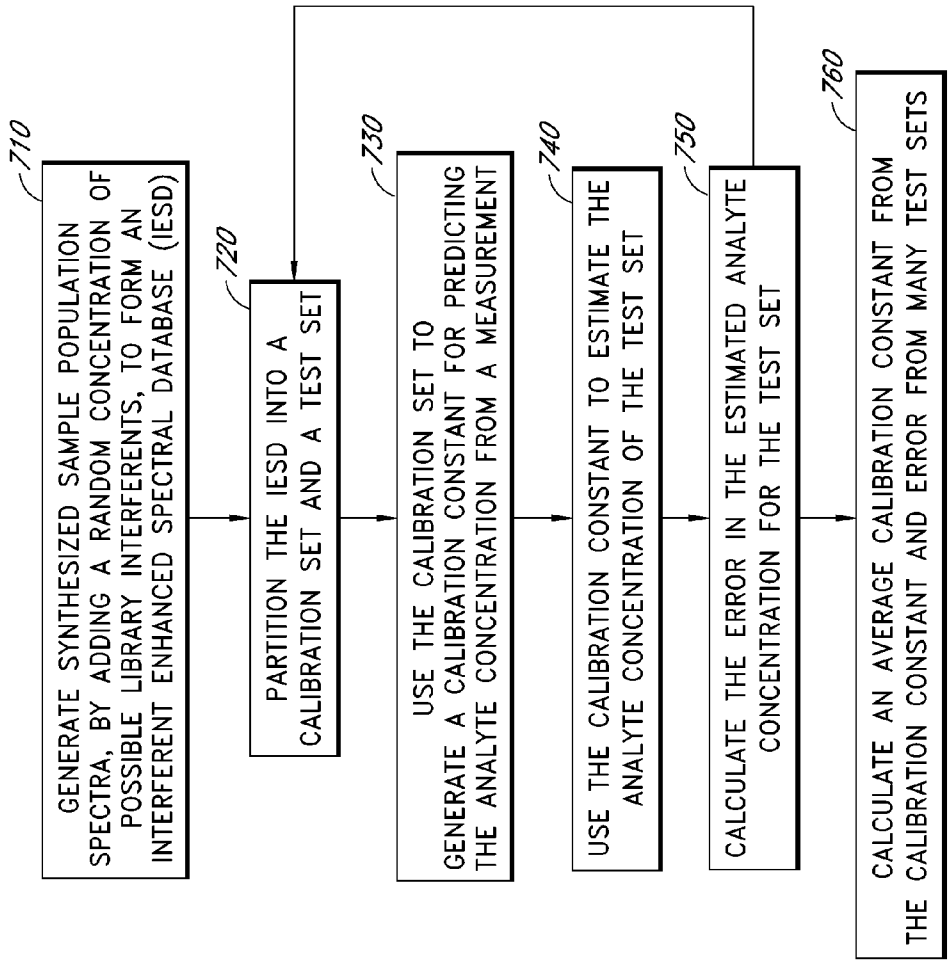 710
GENERATE SYNTHESIZED SAMPLE POPULATION
SPECTRA, BY ADDING A RANDOM CONCENTRATION OF
POSSIBLE LIBRARY INTERFERENTS, TO FORM AN
INTERFERENT ENHANCED SPECTRAL DATABASE (IESD)
720
PARTITION THE IESD INTO A
CALIBRATION SET AND A TEST SET
730
USE THE CALIBRATION SET TO
GENERATE A CALIBRATION CONSTANT FOR PREDICTING
THE ANALYTE CONCENTRATION FROM A MEASUREMENT
740
USE THE CALIBRATION CONSTANT TO ESTIMATE THE
ANALYTE CONCENTRATION OF THE TEST SET
750
CALCULATE THE ERROR IN THE ESTIMATED ANALYTE
CONCENTRATION FOR THE TEST SET
760
CALCULATE AN AVERAGE CALIBRATION CONSTANT FROM
THE CALIBRATION CONSTANT AND ERROR FROM MANY TEST SETS